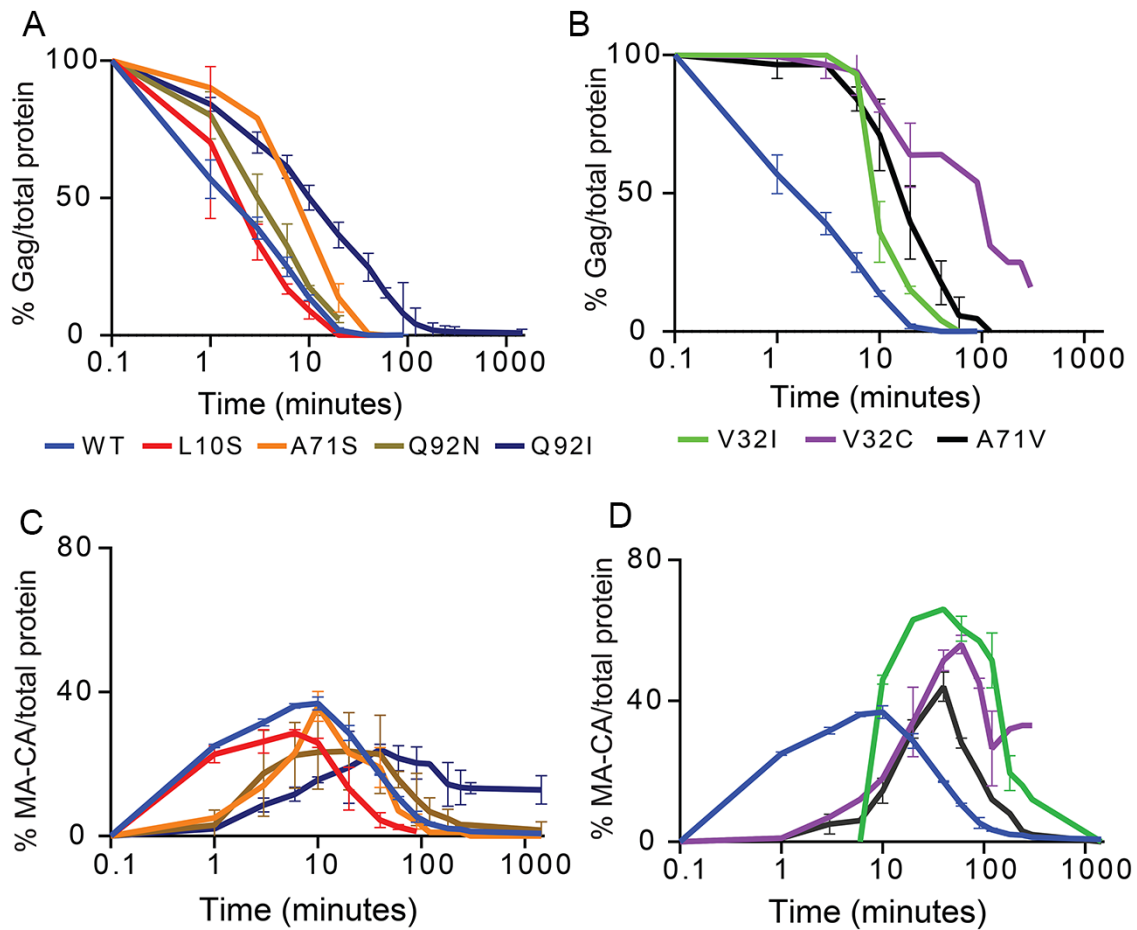 A
% Gag/total protein
100
50
0
0.1 1 10 100 1000
Time (minutes)
WT L10S A71S Q92N Q92I
B
% Gag/total protein
100
50
0
0.1 1 10 100 1000
Time (minutes)
V32I V32C A71V
C
% MA-CA/total protein
80
40
0
0.1 1 10 100 1000
Time (minutes)
D
% MA-CA/total protein
80
40
0
0.1 1 10 100 1000
Time (minutes)